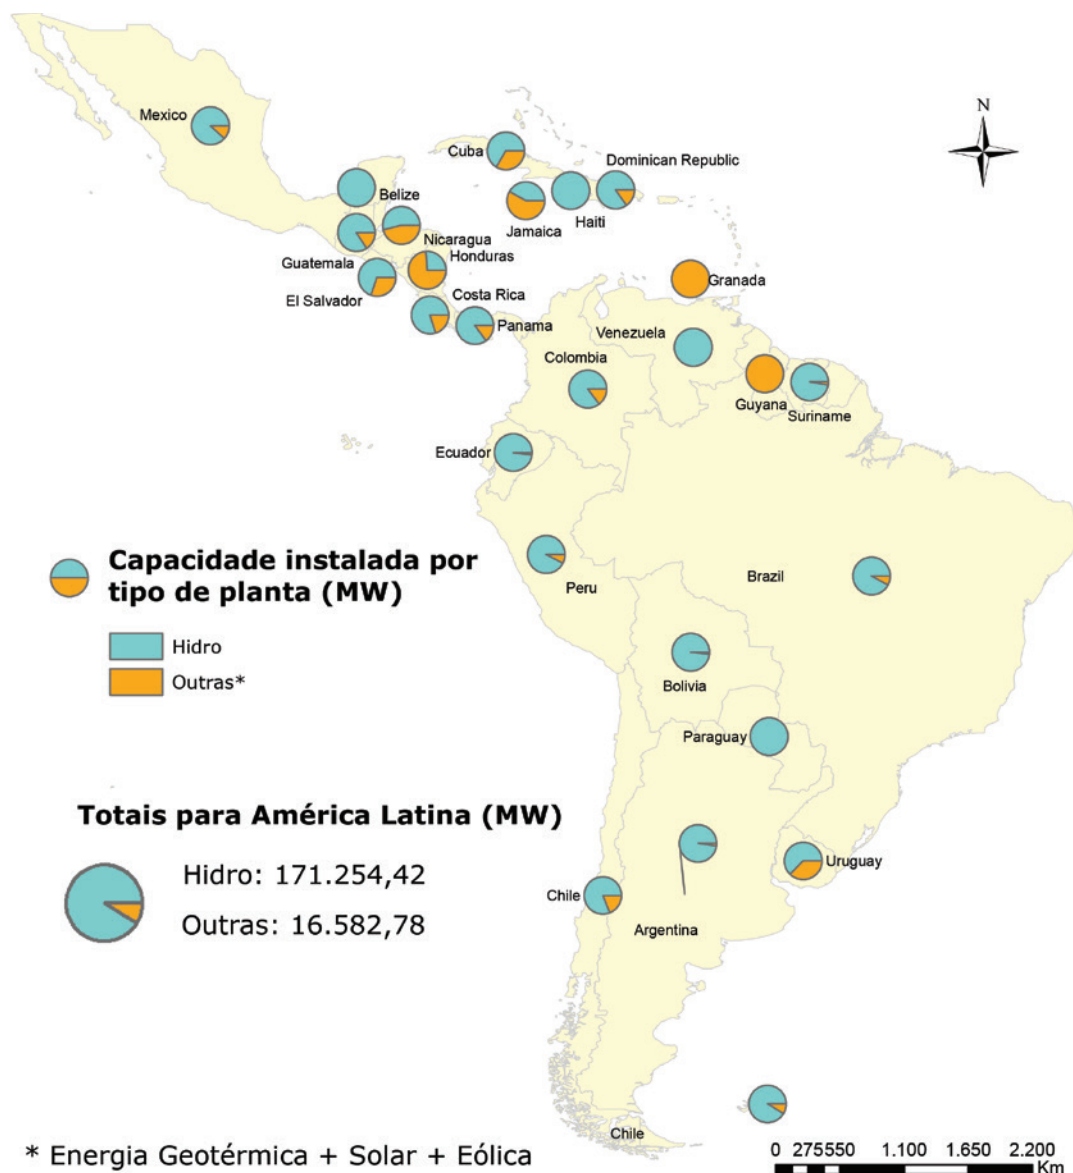 N
Mexico
Cuba
Dominican Republic
Belize
Haiti
Jamaica
Nicaragua
Honduras
Guatemala
El Salvador
Granada
Costa Rica
Panama
Venezuela
Colombia
Guyana
Suriname
Ecuador
Capacidade instalada por
tipo de planta (MW)
Peru
Brazil
Hidro
Outras*
Bolivia
Paraguay
Totais para América Latina (MW)
Hidro: 171.254,42
Outras: 16.582,78
Uruguay
Chile
Argentina
Chile
* Energia Geotérmica + Solar + Eólica
0 275550 1.100 1.650 2.200
Km